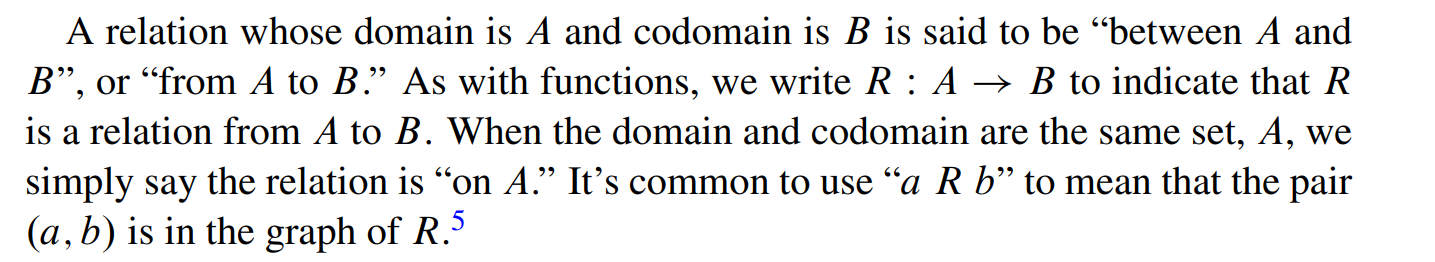 A relation whose domain is A and codomain is B is said to be “between A and
B”, or “from A to B.” As with functions, we write R : A → B to indicate that R
is a relation from A to B. When the domain and codomain are the same set, A, we
simply say the relation is “on A.” It’s common to use “a R b” to mean that the pair
(a, b) is in the graph of R.5